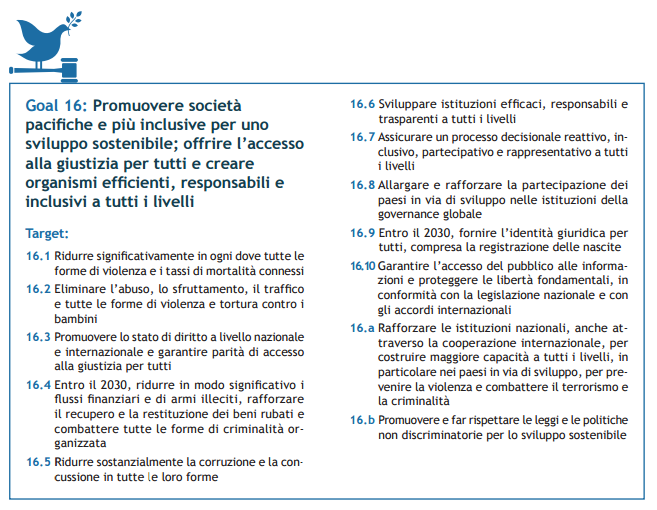 Goal 16: Promuovere società
pacifiche e più inclusive per uno
sviluppo sostenibile; offrire l'accesso
alla giustizia per tutti e creare
organismi efficienti, responsabili e
inclusivi a tutti i livelli
Target:
16.1 Ridurre significativamente in ogni dove tutte le
forme di violenza e i tassi di mortalità connessi
16.2 Eliminare l'abuso, lo sfruttamento, il traffico
e tutte le forme di violenza e tortura contro i
bambini
16.3 Promuovere lo stato di diritto a livello nazionale
e internazionale e garantire parità di accesso
alla giustizia per tutti
16.4 Entro il 2030, ridurre in modo significativo i
flussi finanziari e di armi illeciti, rafforzare
il recupero e la restituzione dei beni rubati e
combattere tutte le forme di criminalità or-
ganizzata
16.5 Ridurre sostanzialmente la corruzione e la con-
cussione in tutte le loro forme
16.6 Sviluppare istituzioni efficaci, responsabili e
trasparenti a tutti i livelli
16.7 Assicurare un processo decisionale reattivo, in-
clusivo, partecipativo e rappresentativo a tutti
i livelli
16.8 Allargare e rafforzare la partecipazione dei
paesi in via di sviluppo nelle istituzioni della
governance globale
16.9 Entro il 2030, fornire l'identità giuridica per
tutti, compresa la registrazione delle nascite
16.10 Garantire l'accesso del pubblico alle informa-
zioni e proteggere le libertà fondamentali, in
conformità con la legislazione nazionale e con
gli accordi internazionali
16.a Rafforzare le istituzioni nazionali, anche at-
traverso la cooperazione internazionale, per
costruire maggiore capacità a tutti i livelli, in
particolare nei paesi in via di sviluppo, per pre-
venire la violenza e combattere il terrorismo e
la criminalità
16.b Promuovere e far rispettare le leggi e le politiche
non discriminatorie per lo sviluppo sostenibile